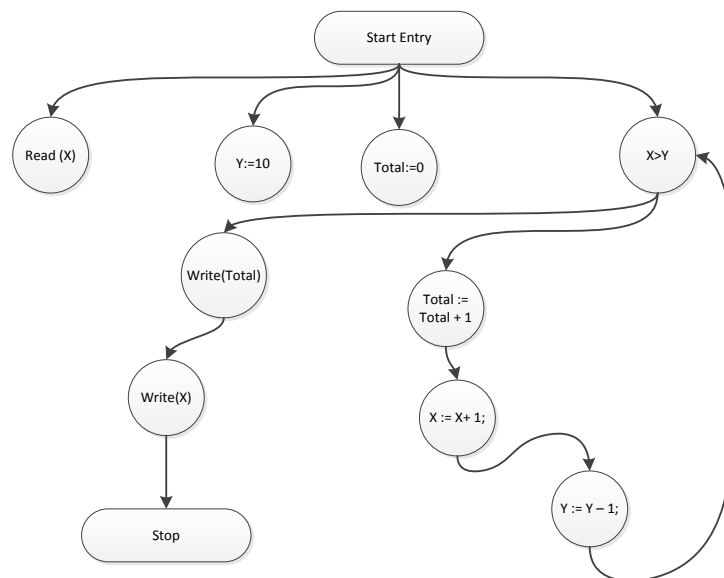 Start Entry
Read (X)
Y:=10
Total:=0
X>Y
Write(Total)
Total :=
Total + 1
Write(X)
X := X+ 1;
Y := Y – 1;
Stop